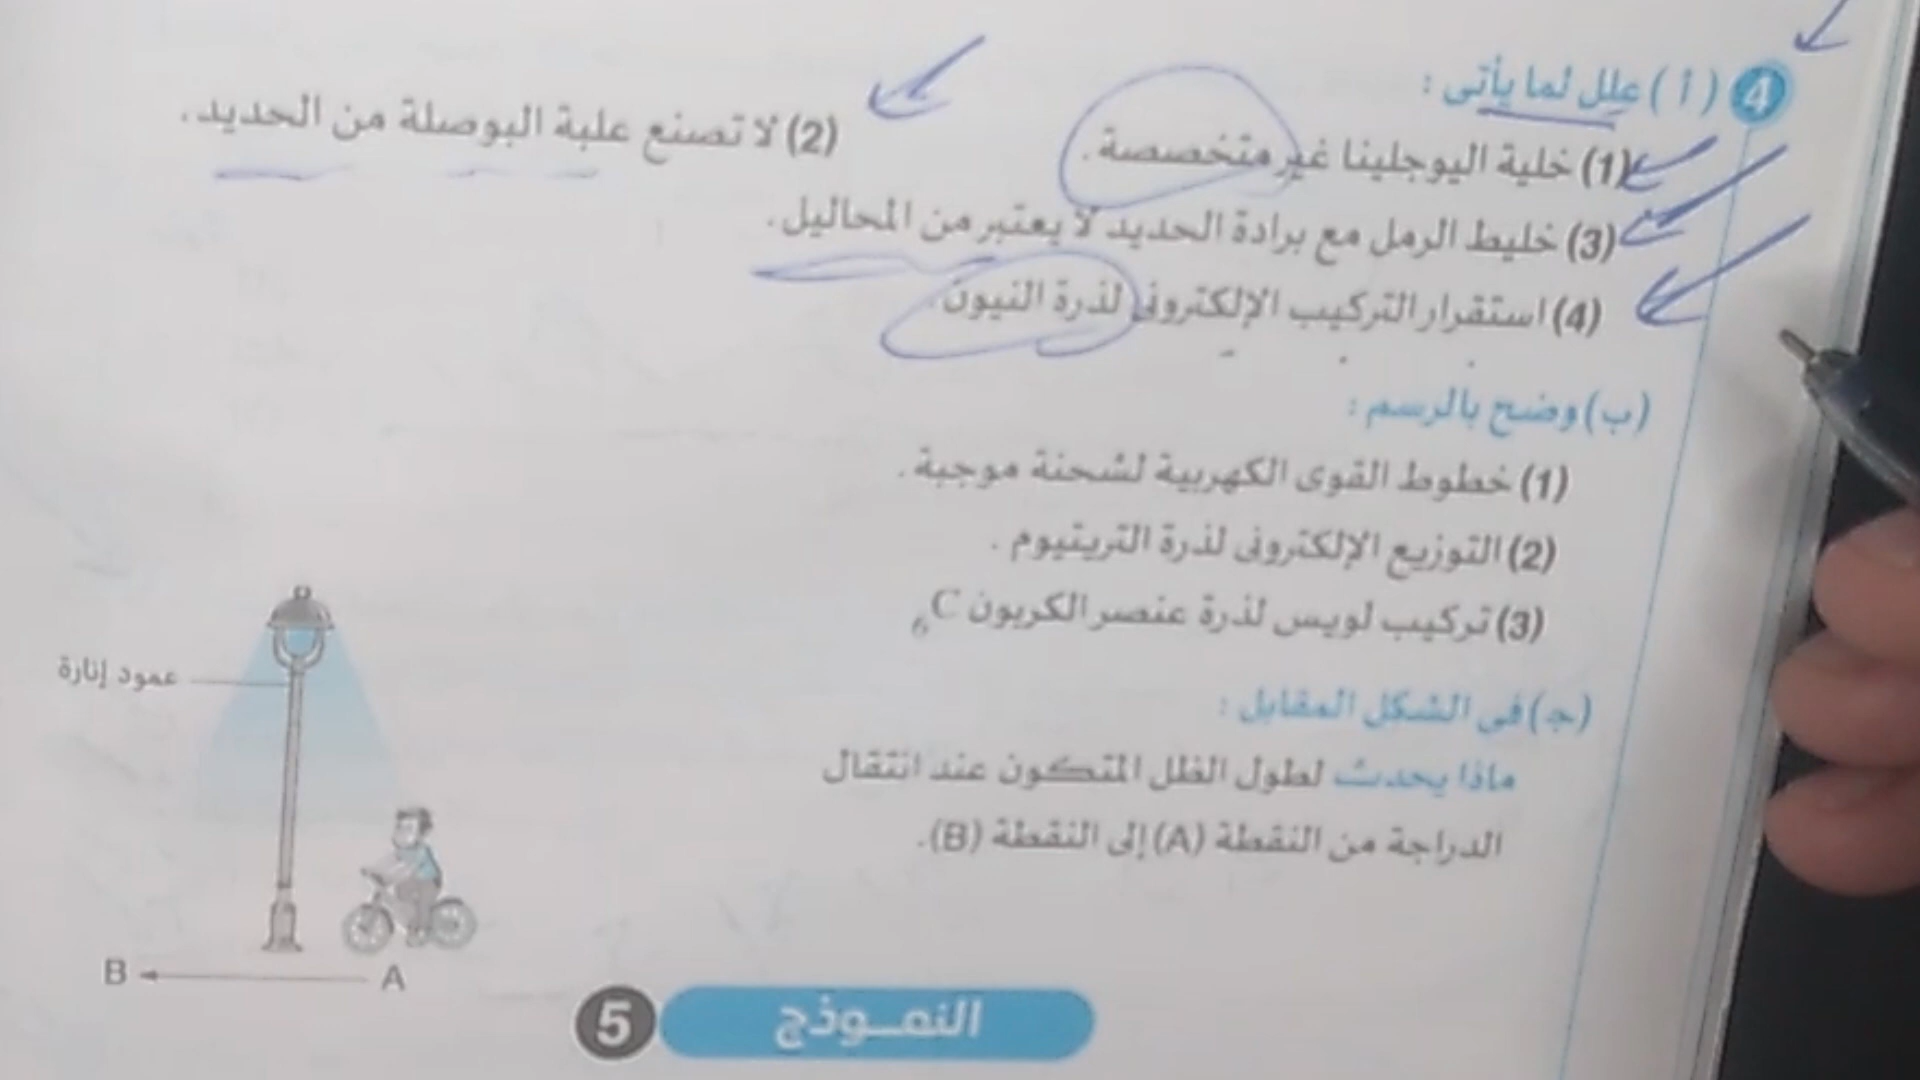 4 (أ) علل لما يأتى :
(1) خلية اليوجلينا غير متخصصة .
(2) لا تصنع علبة البوصلة من الحديد .
(3) خليط الرمل مع برادة الحديد لا يعتبر من المحاليل .
(4) استقرار التركيب الإلكترونى لذرة النيون .
(ب) وضح بالرسم :
(1) خطوط القوى الكهربية لشحنة موجبة .
(2) التوزيع الإلكترونى لذرة التريتيوم .
(3) تركيب لويس لذرة عنصر الكربون ₆C
(جـ) فى الشكل المقابل :
ماذا يحدث لطول الظل المتكون عند انتقال
الدراجة من النقطة (A) إلى النقطة (B).
عمود إنارة
A
B
النمـوذج 5